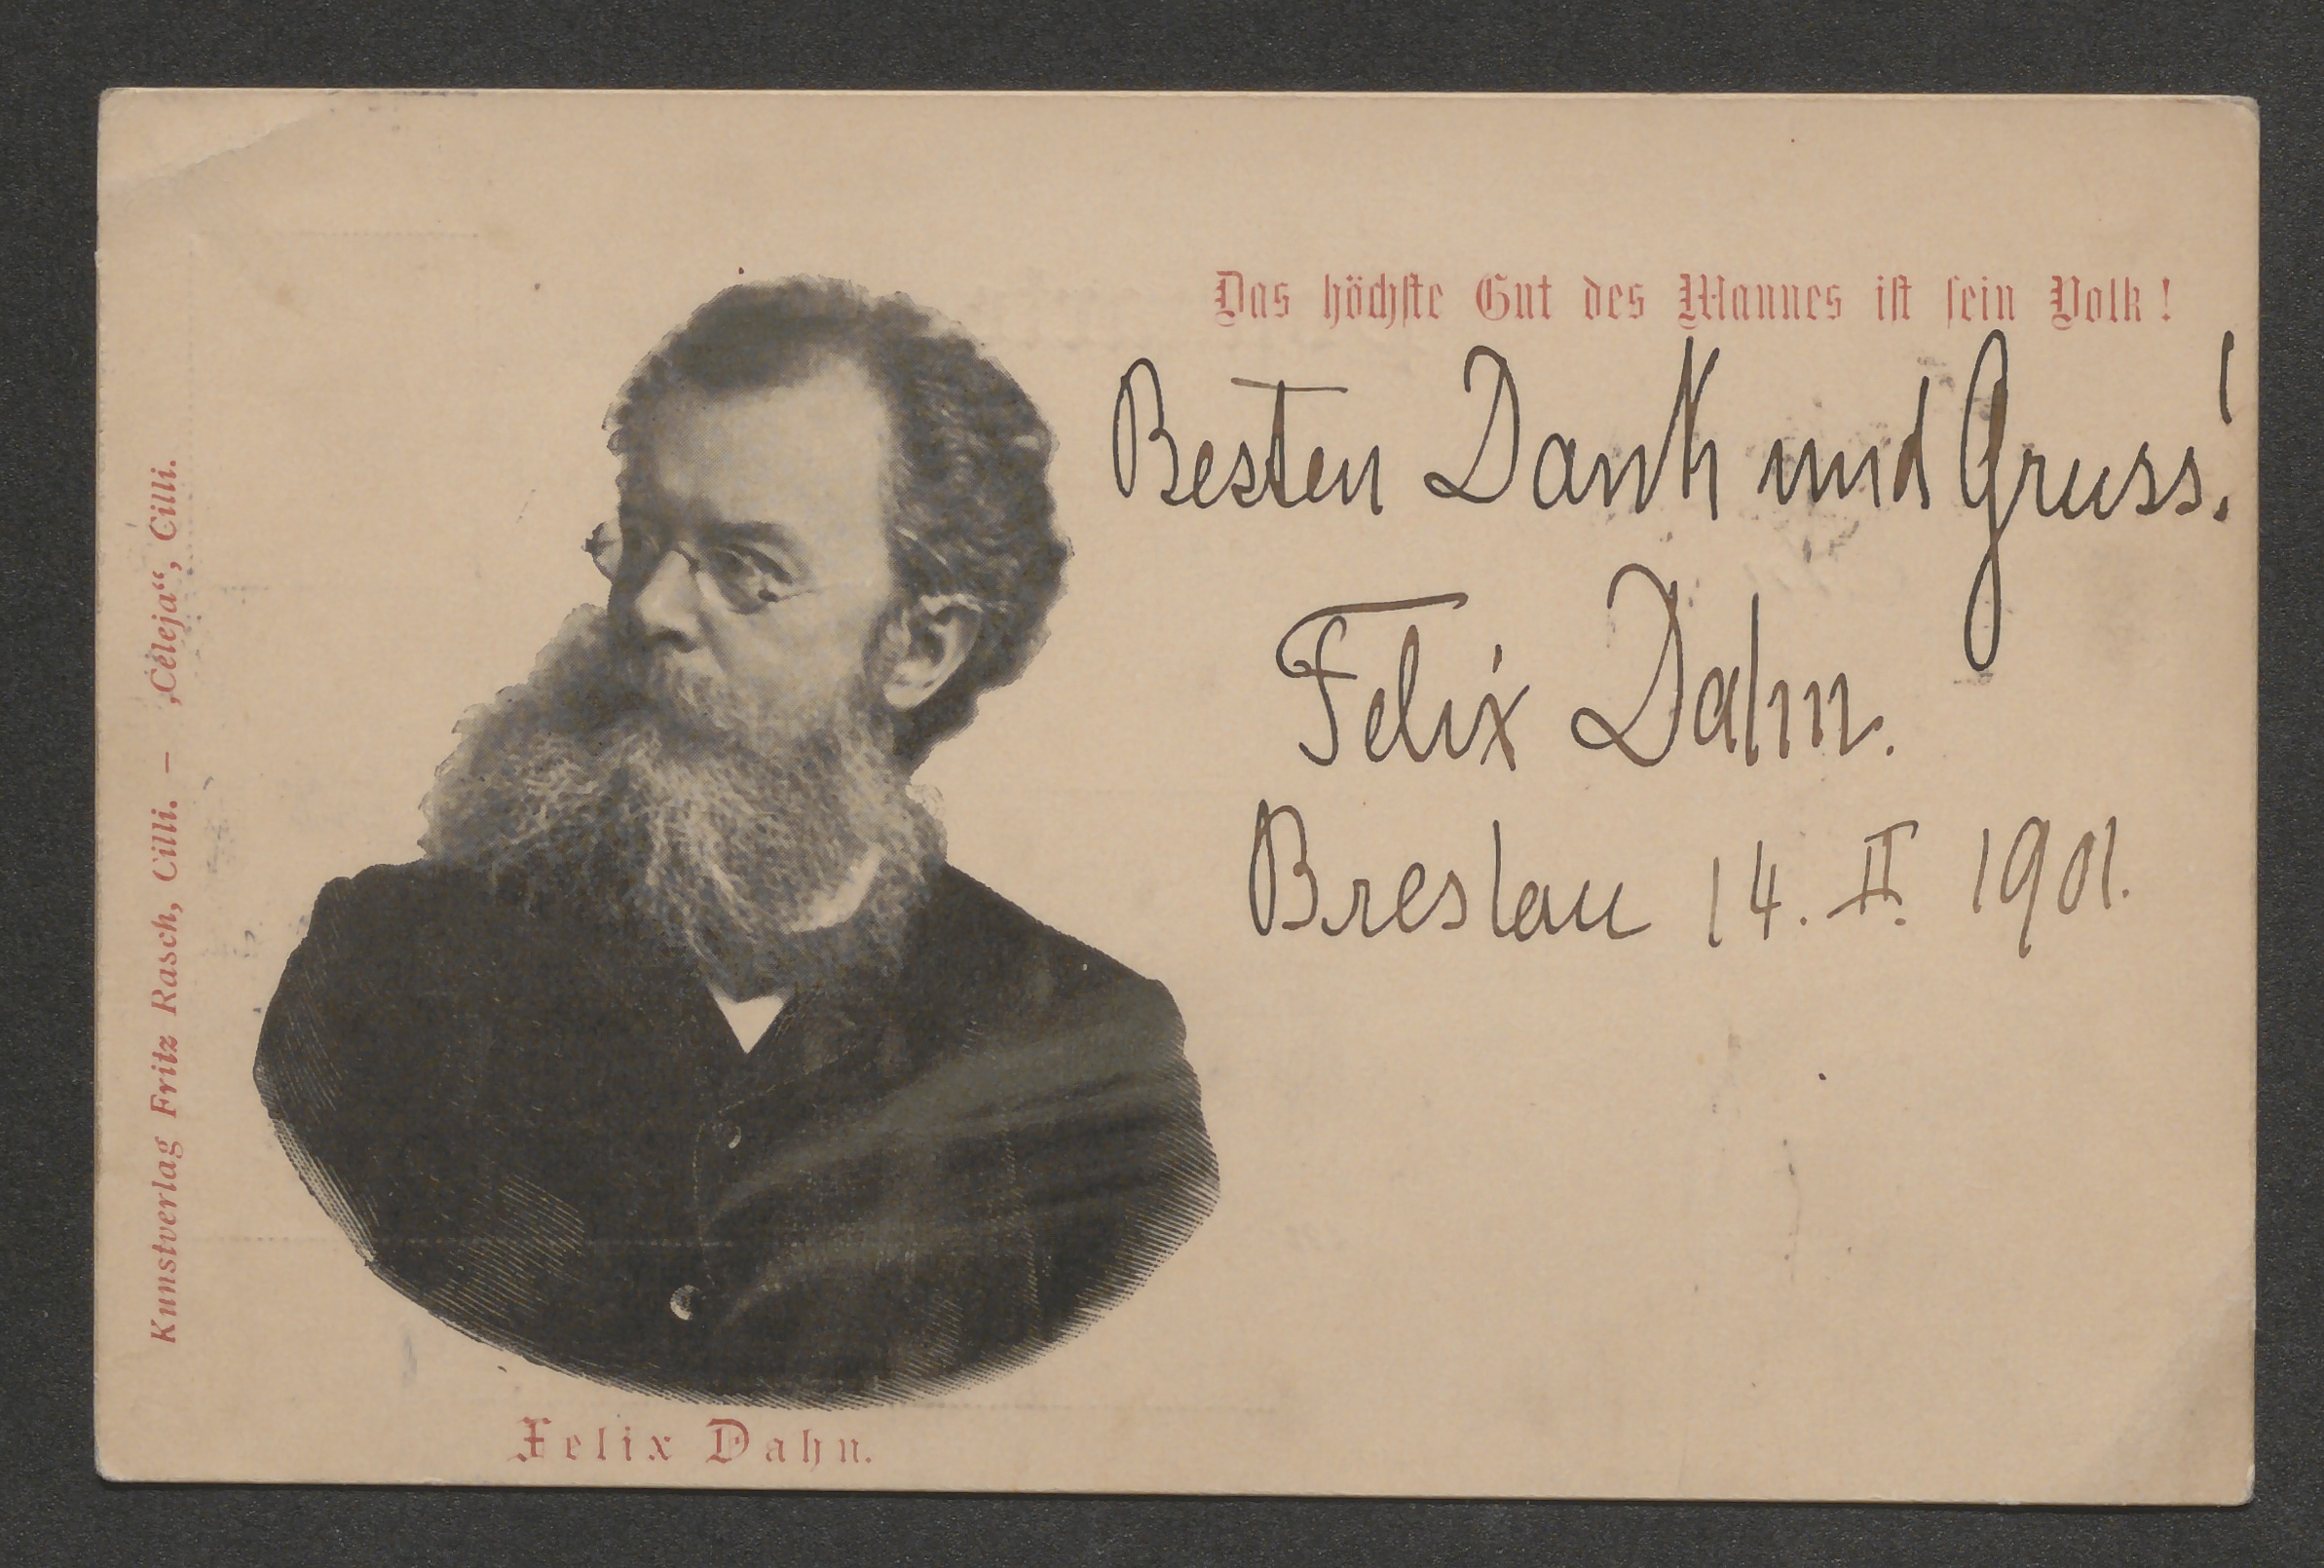 Das höchste Gut des Mannes ist sein Volk!
Besten Dank und Gruss!
Felix Dahn.
Breslau 14. II. 1901.
Kunstverlag Fritz Rasch, Cilli. – „Celeja“, Cilli.
Felix Dahn.